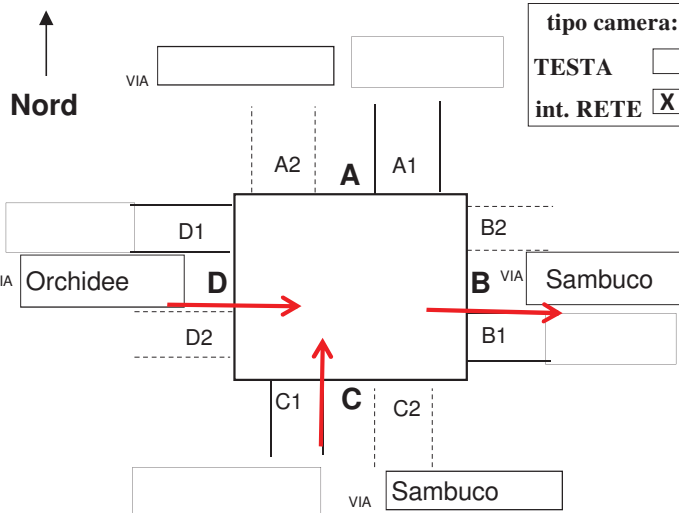 tipo camera:
VIA
Nord
TESTA
int. RETE X
A2
A
A1
D1
B2
VIA Orchidee
D
B
VIA Sambuco
D2
B1
C1
C
C2
VIA Sambuco